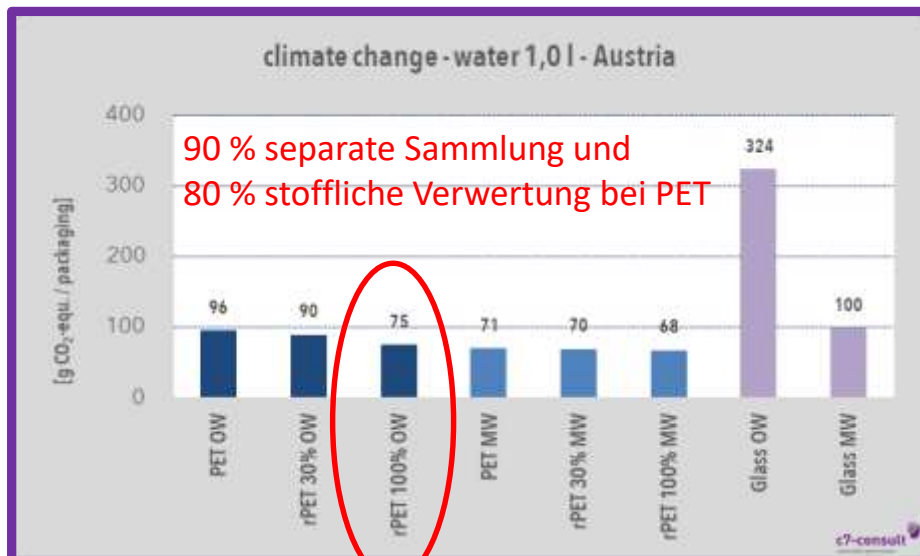 climate change - water 1,0 l - Austria
90 % separate Sammlung und
80 % stoffliche Verwertung bei PET
[g CO₂-equ. / packaging]
400
300
200
100
0
96
90
75
71
70
68
324
100
PET OW
rPET 30% OW
rPET 100% OW
PET MW
rPET 30% MW
rPET 100% MW
Glass OW
Glass MW
c7-consult